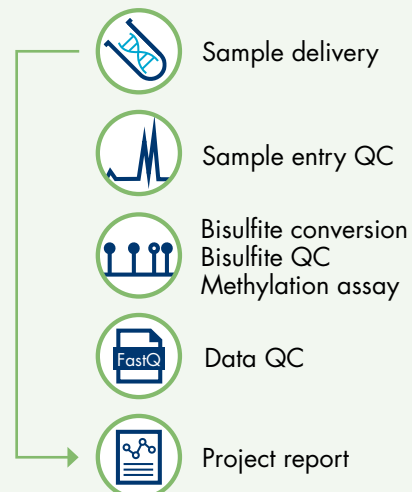 Sample delivery
Sample entry QC
Bisulfite conversion
Bisulfite QC
Methylation assay
FastQ
Data QC
Project report